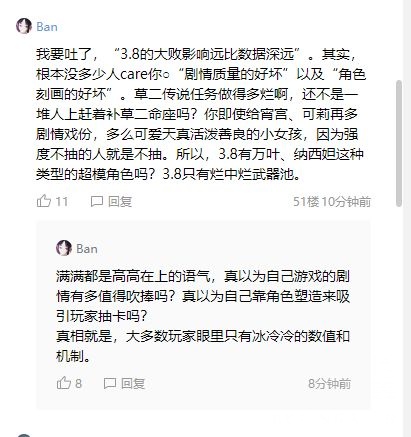 Ban
我要吐了，“3.8的大败影响远比数据深远”。其实，
根本没多少人care你○“剧情质量的好坏”以及“角色
刻画的好坏”。草二传说任务做得多烂啊，还不是一
堆人上赶着补草二命座吗？你即使给宵宫、可莉再多
剧情戏份，多么可爱天真活泼善良的小女孩，因为强
度不抽的人就是不抽。所以，3.8有万叶、纳西妲这种
类型的超模角色吗？3.8只有烂中烂武器池。
11 回复 51楼 10分钟前
Ban
满满都是高高在上的语气，真以为自己游戏的剧
情有多值得吹捧吗？真以为自己靠角色塑造来吸
引玩家抽卡吗？
真相就是，大多数玩家眼里只有冰冷冷的数值和
机制。
8 回复 8分钟前